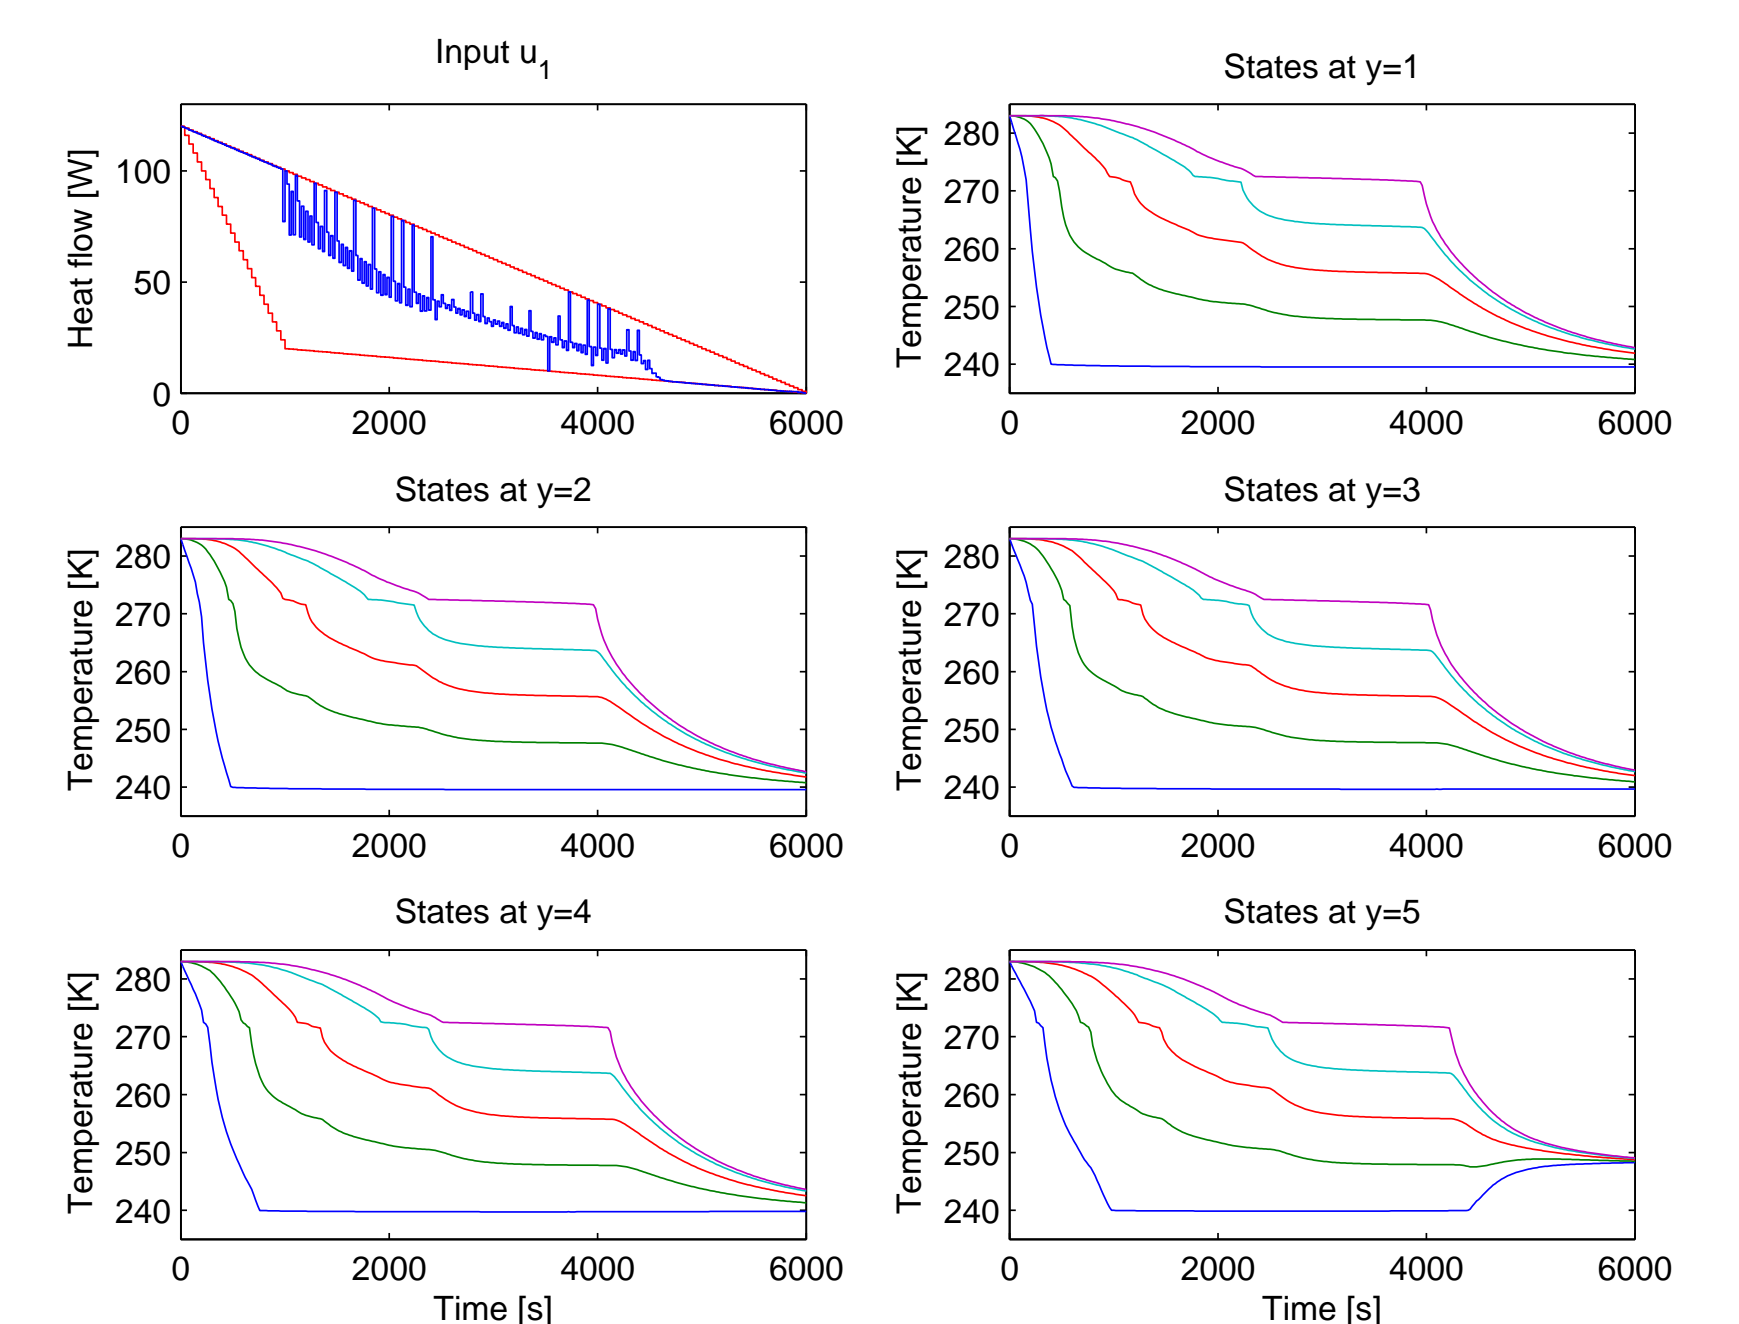 Input u1
Heat flow [W]
100
50
0
0 2000 4000 6000
States at y=1
Temperature [K]
280
270
260
250
240
0 2000 4000 6000
States at y=2
Temperature [K]
280
270
260
250
240
0 2000 4000 6000
States at y=3
Temperature [K]
280
270
260
250
240
0 2000 4000 6000
States at y=4
Temperature [K]
280
270
260
250
240
0 2000 4000 6000
Time [s]
States at y=5
Temperature [K]
280
270
260
250
240
0 2000 4000 6000
Time [s]